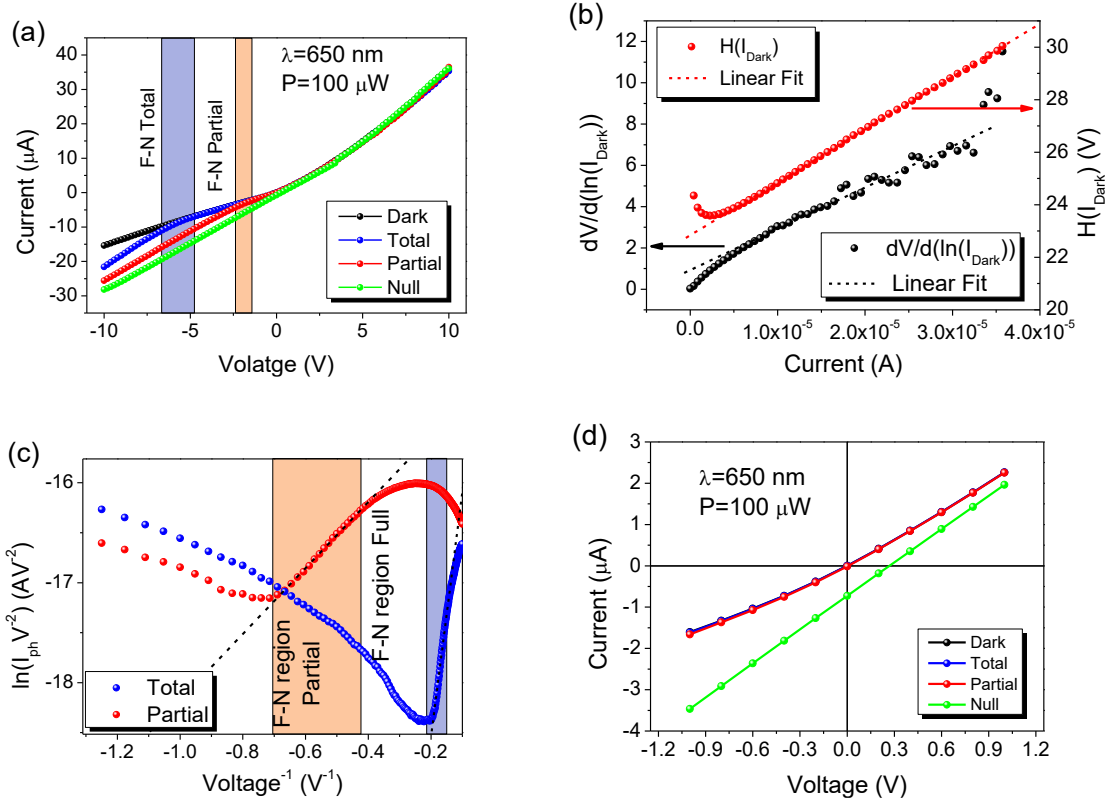 (a)
λ=650 nm
P=100 μW
F-N Total
F-N Partial
Dark
Total
Partial
Null
Current (μA)
40
30
20
10
0
-10
-20
-30
-10
-5
0
5
10
Volatge (V)
(b)
H(I_Dark)
Linear Fit
dV/d(ln(I_Dark))
Linear Fit
dV/d(ln(I_Dark))
12
10
8
6
4
2
0
H(I_Dark) (V)
30
28
26
24
22
20
0.0
1.0x10^-5
2.0x10^-5
3.0x10^-5
4.0x10^-5
Current (A)
(c)
F-N region
Partial
F-N region Full
Total
Partial
ln(I_ph V^-2) (AV^-2)
-16
-17
-18
-1.2
-1.0
-0.8
-0.6
-0.4
-0.2
Voltage^-1 (V^-1)
(d)
λ=650 nm
P=100 μW
Dark
Total
Partial
Null
Current (μA)
3
2
1
0
-1
-2
-3
-4
-1.2
-0.9
-0.6
-0.3
0.0
0.3
0.6
0.9
1.2
Voltage (V)